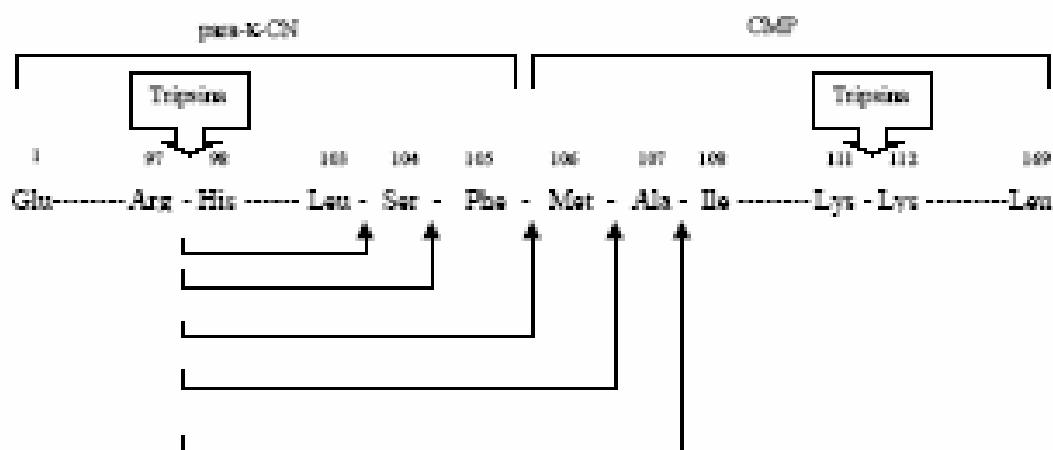 para-κ-CN CMP
Tripsina Tripsina
1 97 98 103 104 105 106 107 108 111 112 169
Glu--------Arg - His ------ Leu - Ser - Phe - Met - Ala - Ile --------- Lys - Lys ---------- Leu